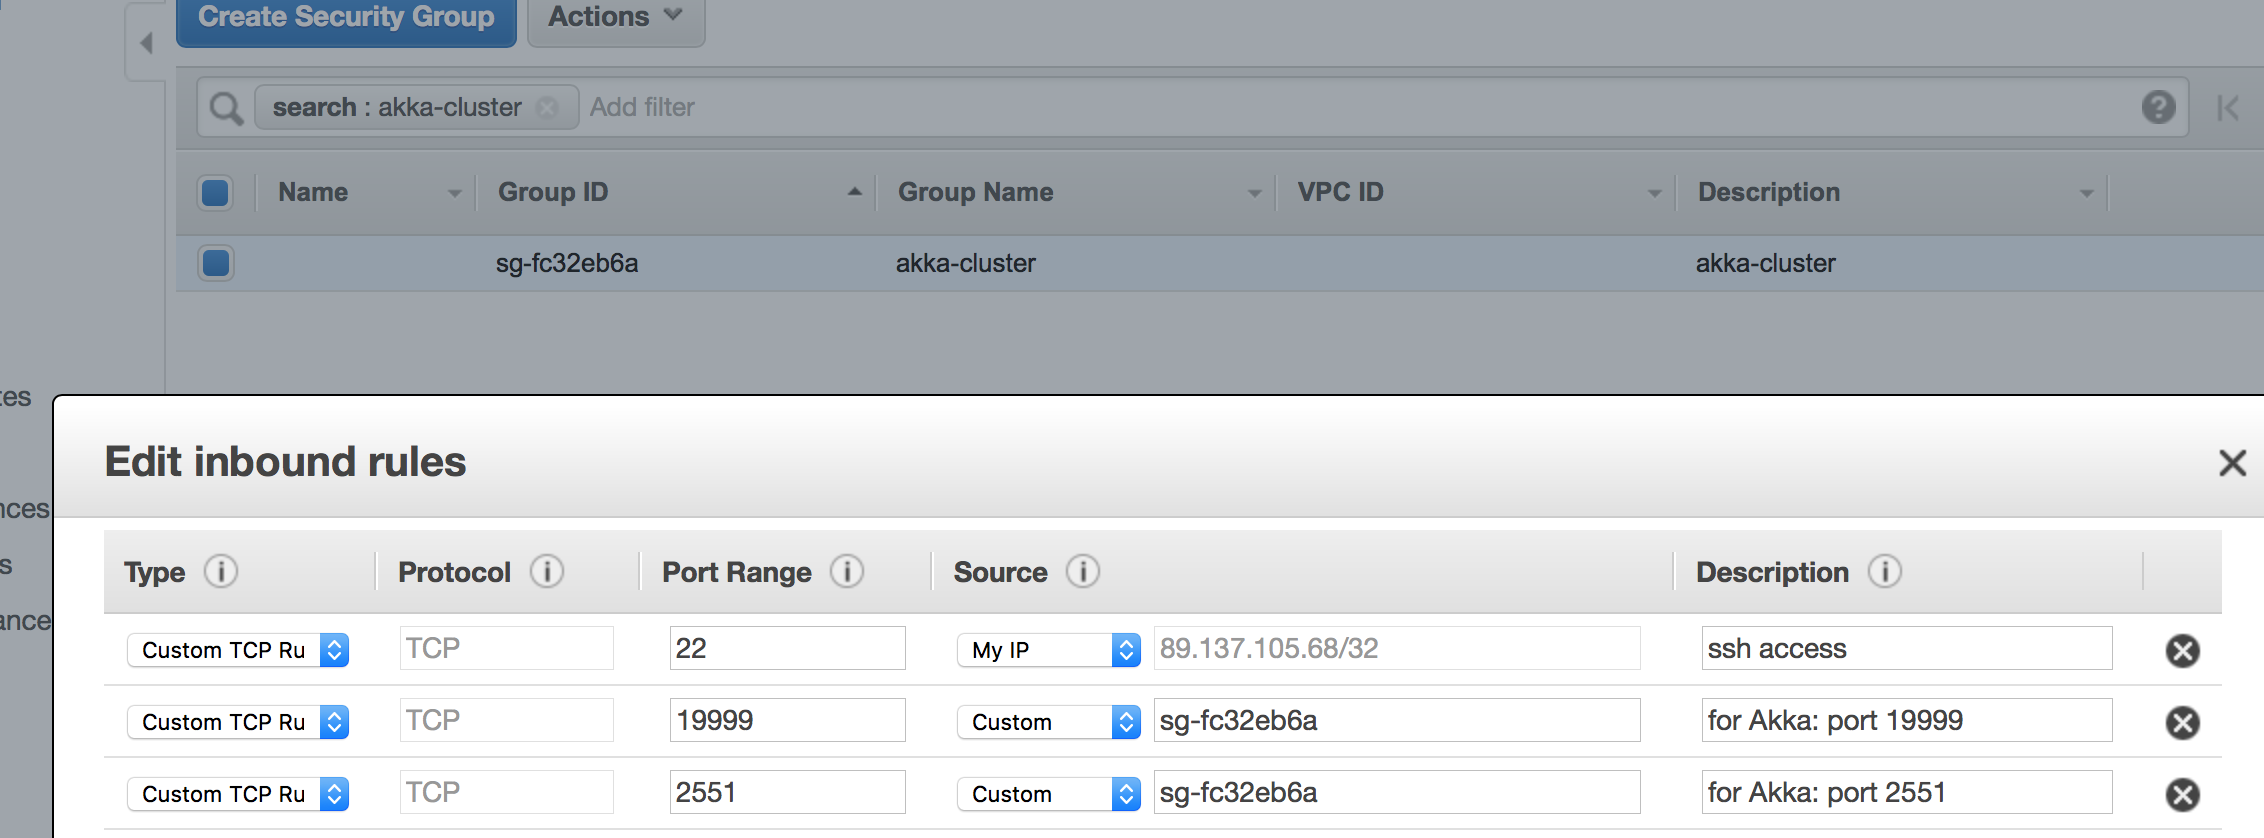 Create Security Group Actions
search : akka-cluster Add filter
Name Group ID Group Name VPC ID Description
sg-fc32eb6a akka-cluster akka-cluster
tes
nces
s
ance
Edit inbound rules
Type Protocol Port Range Source Description
Custom TCP Ru TCP 22 My IP 89.137.105.68/32 ssh access
Custom TCP Ru TCP 19999 Custom sg-fc32eb6a for Akka: port 19999
Custom TCP Ru TCP 2551 Custom sg-fc32eb6a for Akka: port 2551